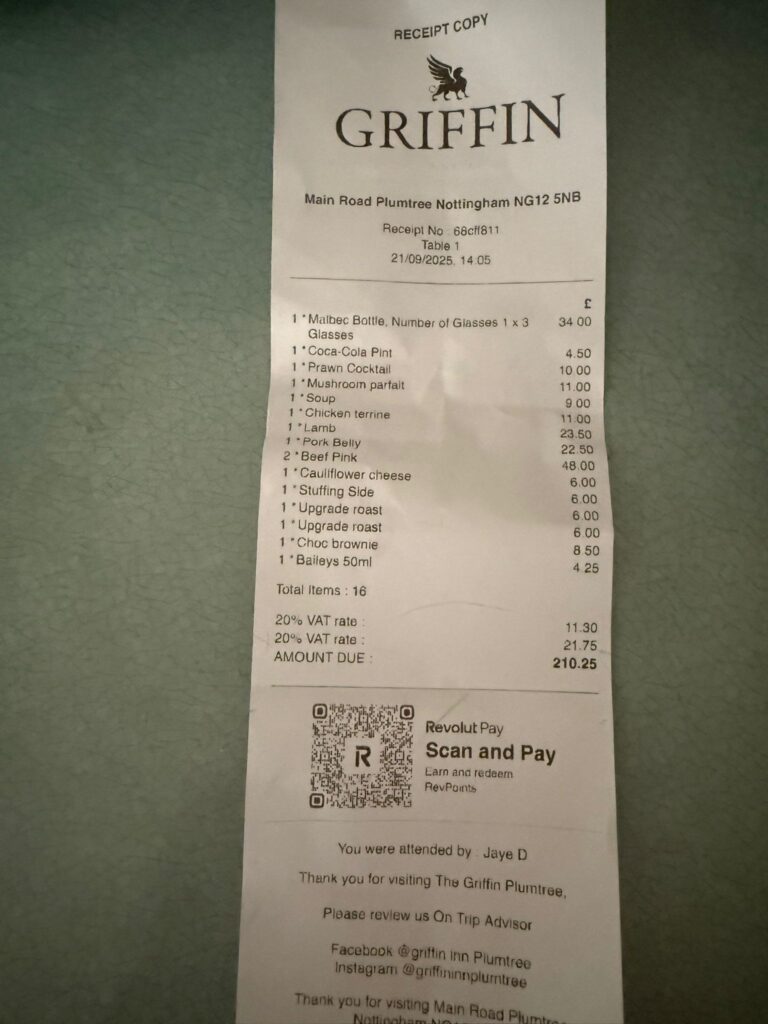 RECEIPT COPY
GRIFFIN
Main Road Plumtree Nottingham NG12 5NB
Receipt No : 68cff811
Table 1
21/09/2025, 14:05
£
1 * Malbec Bottle, Number of Glasses 1 x 3 34.00
Glasses
1 * Coca-Cola Pint 4.50
1 * Prawn Cocktail 10.00
1 * Mushroom parfait 11.00
1 * Soup 9.00
1 * Chicken terrine 11.00
1 * Lamb 23.50
1 * Pork Belly 22.50
2 * Beef Pink 48.00
1 * Cauliflower cheese 6.00
1 * Stuffing Side 6.00
1 * Upgrade roast 6.00
1 * Upgrade roast 6.00
1 * Choc brownie 8.50
1 * Baileys 50ml 4.25
Total Items : 16
20% VAT rate : 11.30
20% VAT rate : 21.75
AMOUNT DUE : 210.25
R
Revolut Pay
Scan and Pay
Earn and redeem
RevPoints
You were attended by : Jaye D
Thank you for visiting The Griffin Plumtree,
Please review us On Trip Advisor
Facebook @griffin inn Plumtree
Instagram @griffininnplumtree
Thank you for visiting Main Road Plumtree
Nottingham